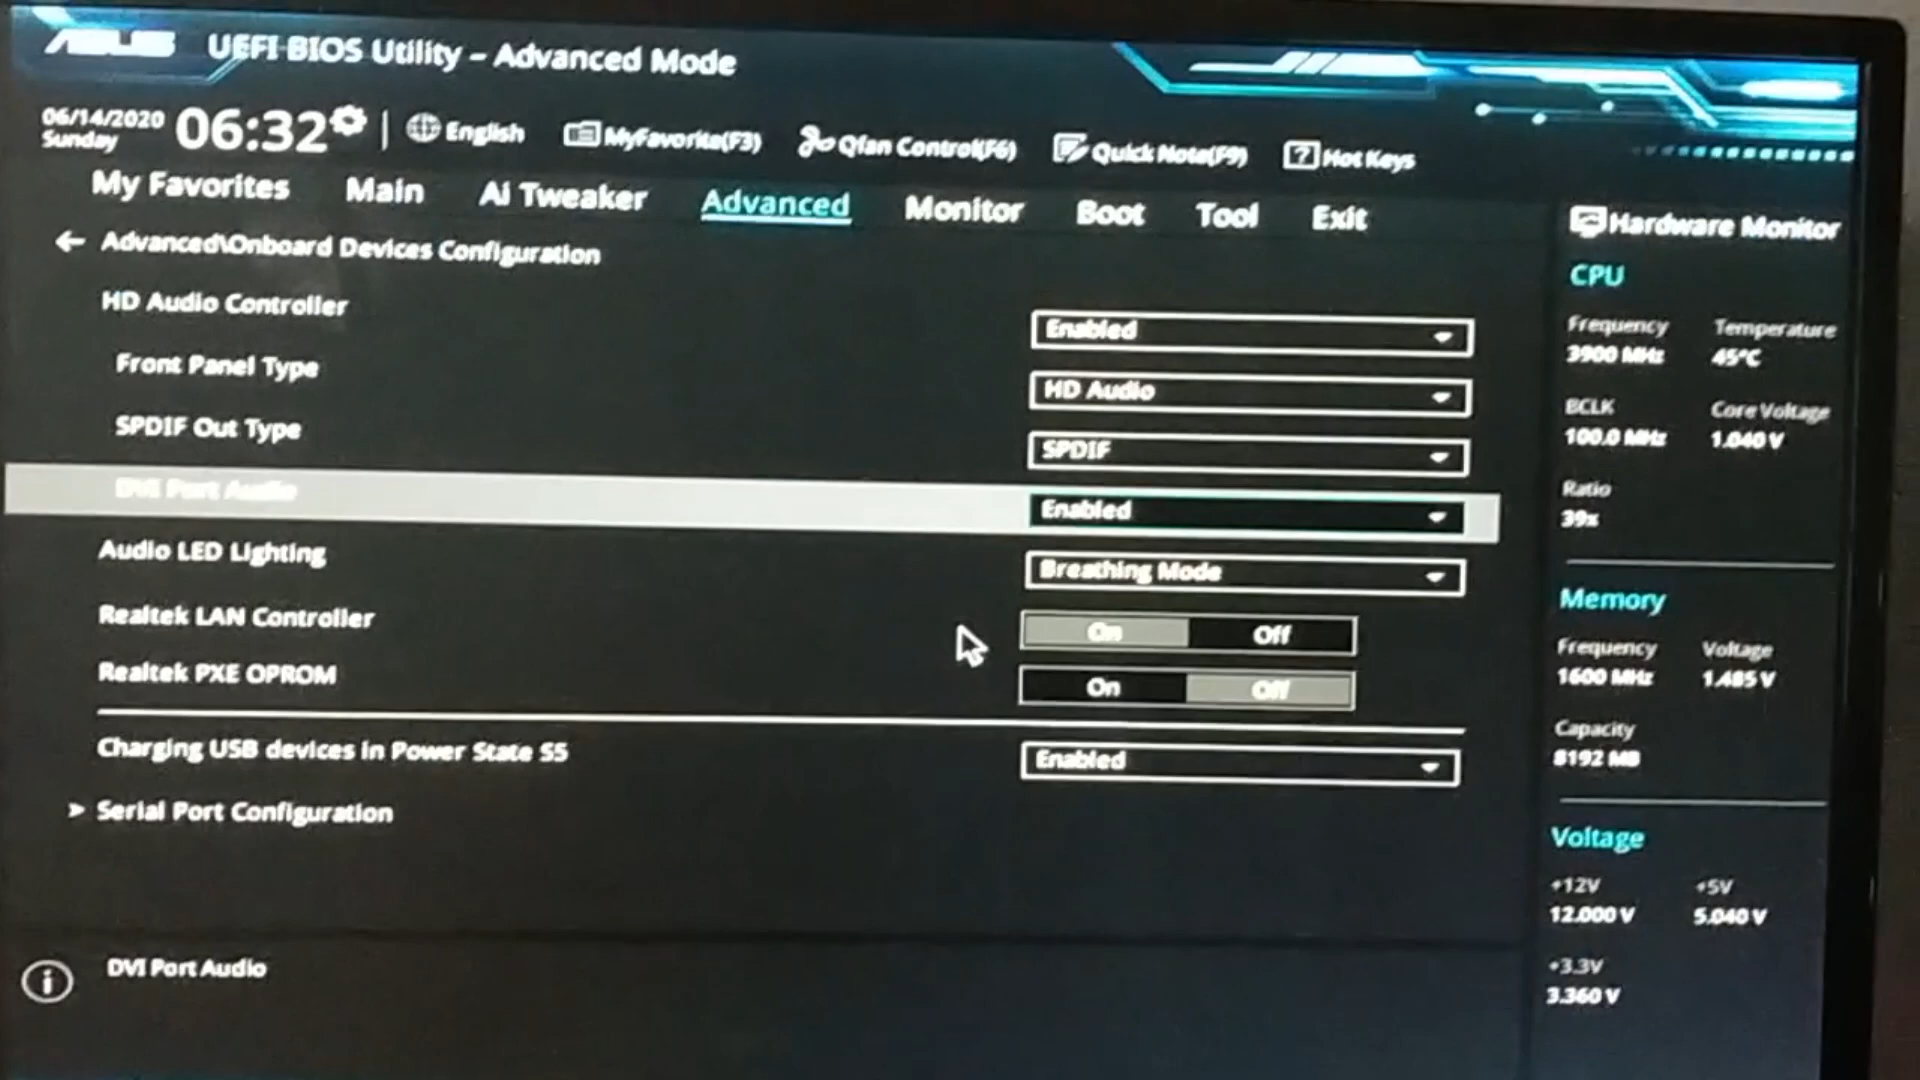 ASUS UEFI BIOS Utility – Advanced Mode
06/14/2020
Sunday
06:32
English
MyFavorite(F3)
Qfan Control(F6)
Quick Note(F9)
? Hot Keys
My Favorites Main Ai Tweaker Advanced Monitor Boot Tool Exit
← Advanced\Onboard Devices Configuration
HD Audio Controller Enabled
Front Panel Type HD Audio
SPDIF Out Type SPDIF
DVI Port Audio Enabled
Audio LED Lighting Breathing Mode
Realtek LAN Controller On Off
Realtek PXE OPROM On Off
Charging USB devices in Power State S5 Enabled
> Serial Port Configuration
i DVI Port Audio
Hardware Monitor
CPU
Frequency Temperature
3900 MHz 45°C
BCLK Core Voltage
100.0 MHz 1.040 V
Ratio
39x
Memory
Frequency Voltage
1600 MHz 1.485 V
Capacity
8192 MB
Voltage
+12V +5V
12.000 V 5.040 V
+3.3V
3.360 V